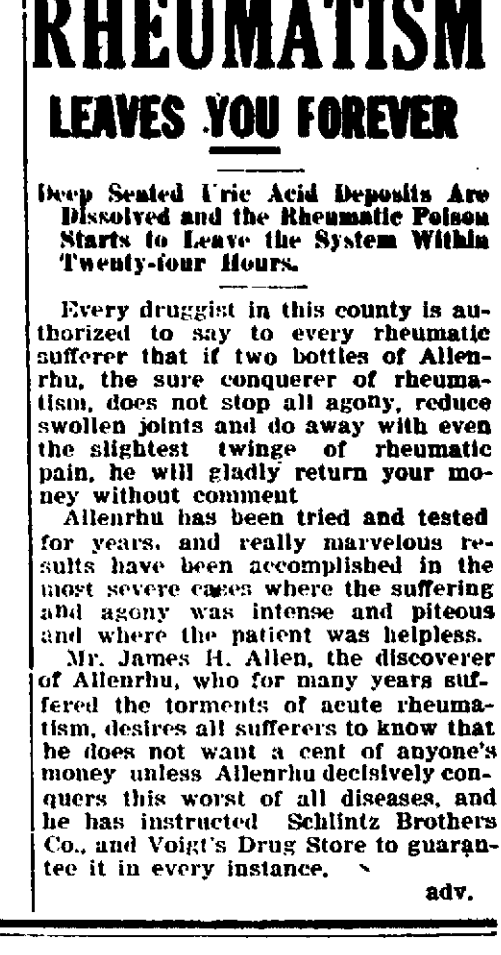 RHEUMATISM
LEAVES YOU FOREVER
Deep Seated Uric Acid Deposits Are
Dissolved and the Rheumatic Poison
Starts to Leave the System Within
Twenty-four Hours.
Every druggist in this county is au-
thorized to say to every rheumatic
sufferer that if two bottles of Allen-
rhu, the sure conquerer of rheuma-
tism, does not stop all agony, reduce
swollen joints and do away with even
the slightest twinge of rheumatic
pain, he will gladly return your mo-
ney without comment
Allenrhu has been tried and tested
for years, and really marvelous re-
sults have been accomplished in the
most severe cases where the suffering
and agony was intense and piteous
and where the patient was helpless.
Mr. James H. Allen, the discoverer
of Allenrhu, who for many years suf-
fered the torments of acute rheuma-
tism, desires all sufferers to know that
he does not want a cent of anyone's
money unless Allenrhu decisively con-
quers this worst of all diseases, and
he has instructed Schlintz Brothers
Co., and Voigt's Drug Store to guaran-
tee it in every instance.
adv.